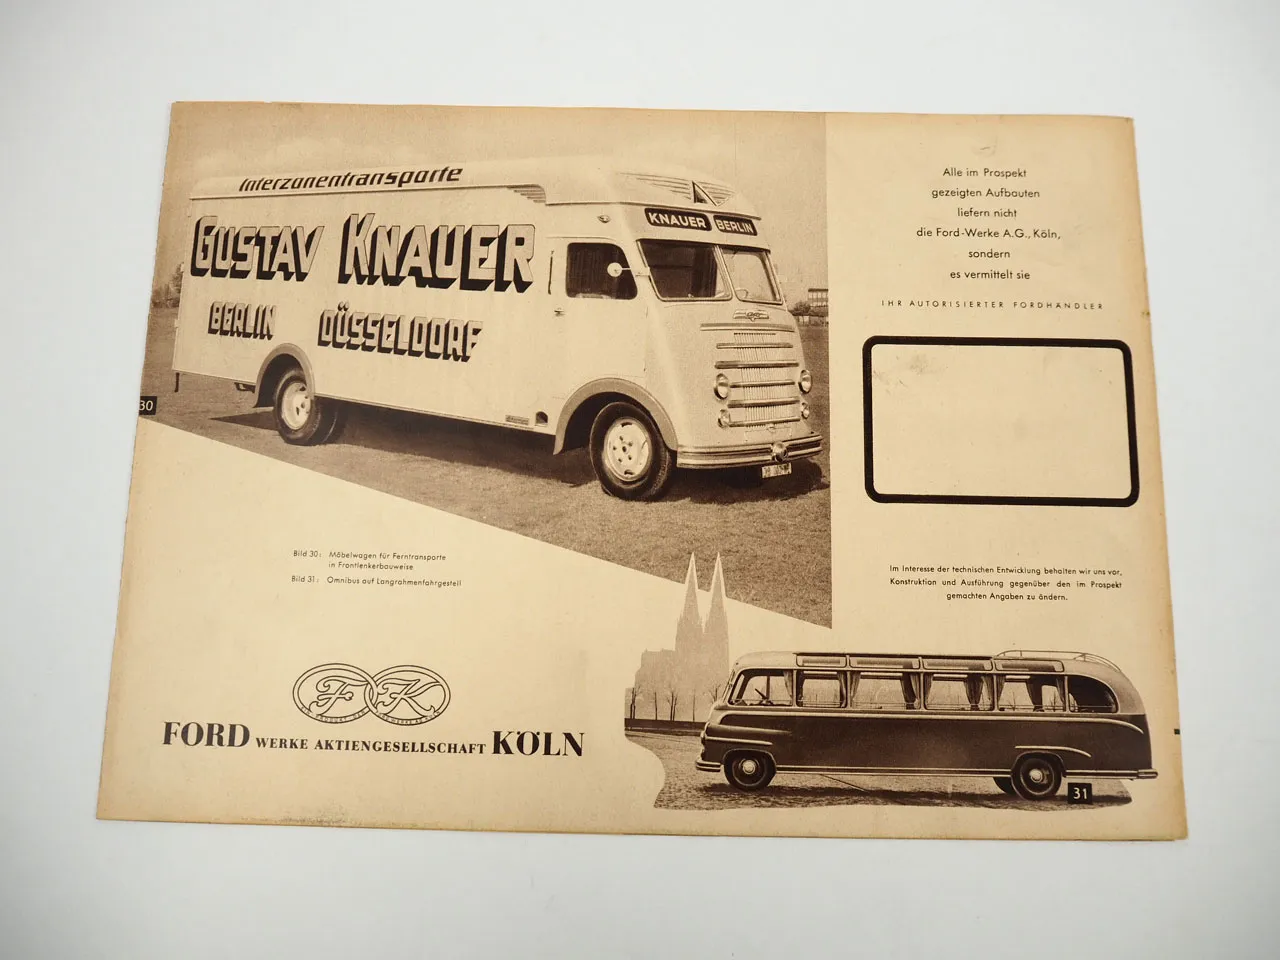 Interzonentransporte
GUSTAV KNAUER
BERLIN DÜSSELDORF
KNAUER BERLIN
30
Alle im Prospekt
gezeigten Aufbauten
liefern nicht
die Ford-Werke A.G., Köln,
sondern
es vermittelt sie
IHR AUTORISIERTER FORDHÄNDLER
Bild 30: Möbelwagen für Ferntransporte
in Frontlenkerbauweise
Bild 31: Omnibus auf Langrahmenfahrgestell
Im Interesse der technischen Entwicklung behalten wir uns vor,
Konstruktion und Ausführung gegenüber den im Prospekt
gemachten Angaben zu ändern.
FK
FORD WERKE AKTIENGESELLSCHAFT KÖLN
31